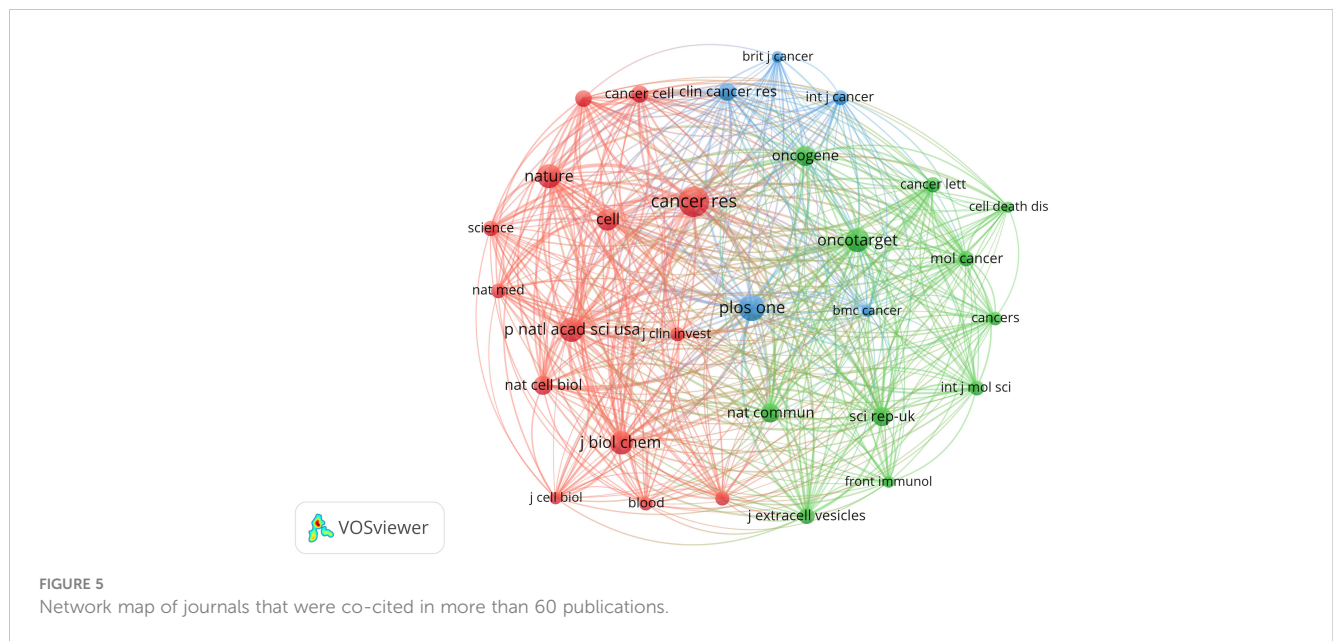 brit j cancer
cancer cell
clin cancer res
int j cancer
oncogene
nature
cancer lett
cancer res
cell death dis
cell
science
oncotarget
mol cancer
nat med
plos one
bmc cancer
cancers
p natl acad sci usa
j clin invest
nat cell biol
int j mol sci
nat commun
sci rep-uk
j biol chem
front immunol
j cell biol
blood
j extracell vesicles
VOSviewer
FIGURE 5
Network map of journals that were co-cited in more than 60 publications.